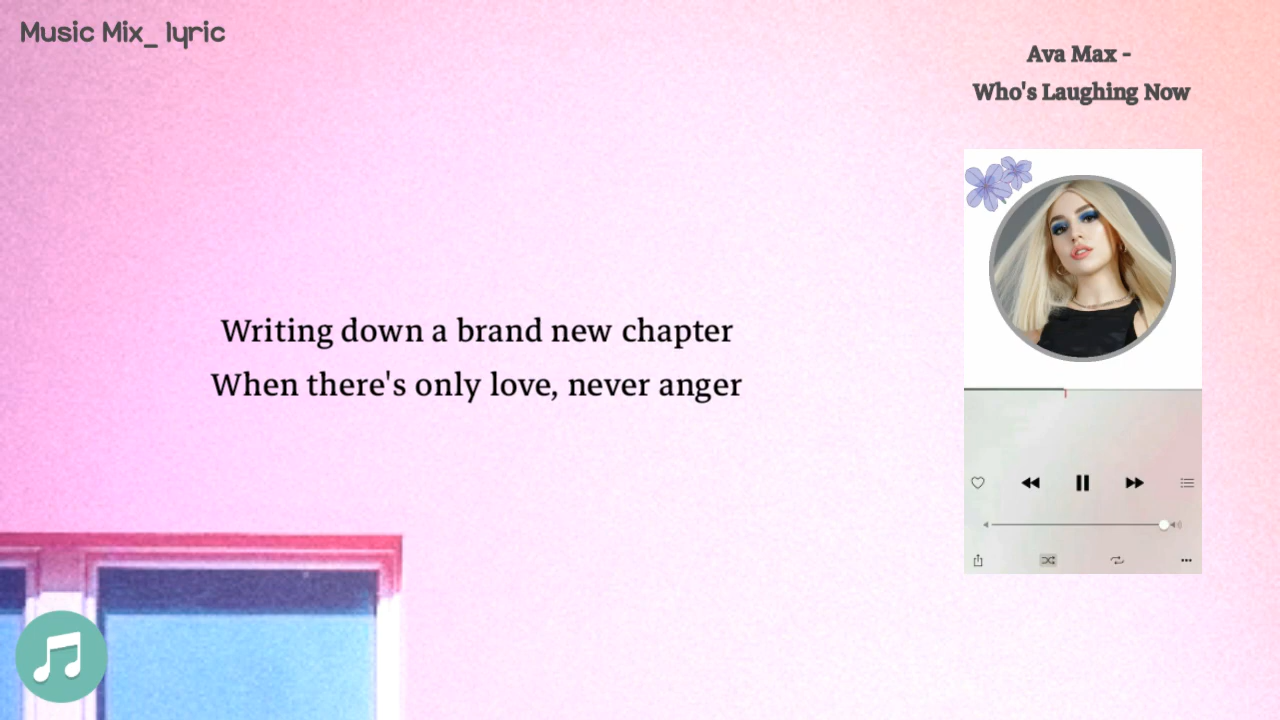 Music Mix_ lyric
Ava Max -
Who's Laughing Now
Writing down a brand new chapter
When there's only love, never anger